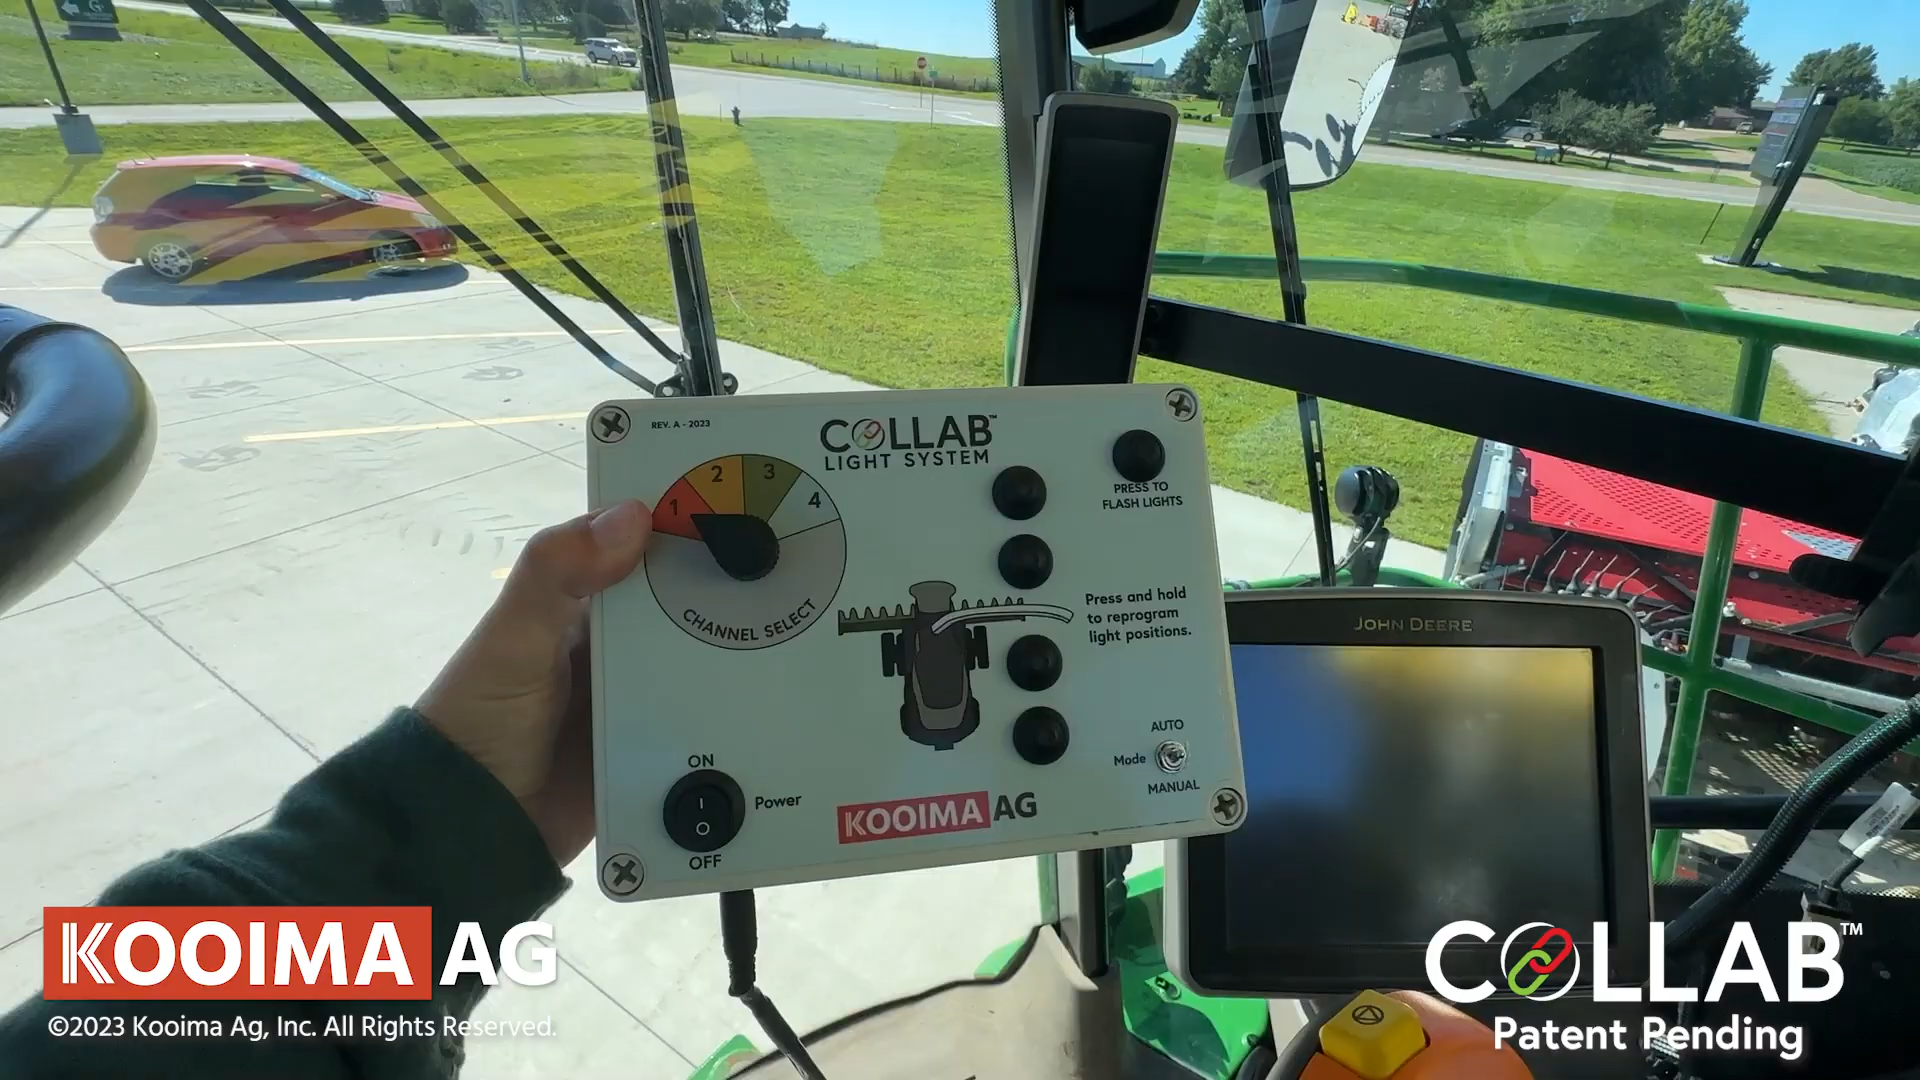 REV. A - 2023
COLLAB™
LIGHT SYSTEM
1 2 3 4
CHANNEL SELECT
PRESS TO
FLASH LIGHTS
Press and hold
to reprogram
light positions.
JOHN DEERE
AUTO
Mode
MANUAL
ON
I
O
Power
OFF
KOOIMA AG
KOOIMA AG
©2023 Kooima Ag, Inc. All Rights Reserved.
COLLAB™
Patent Pending